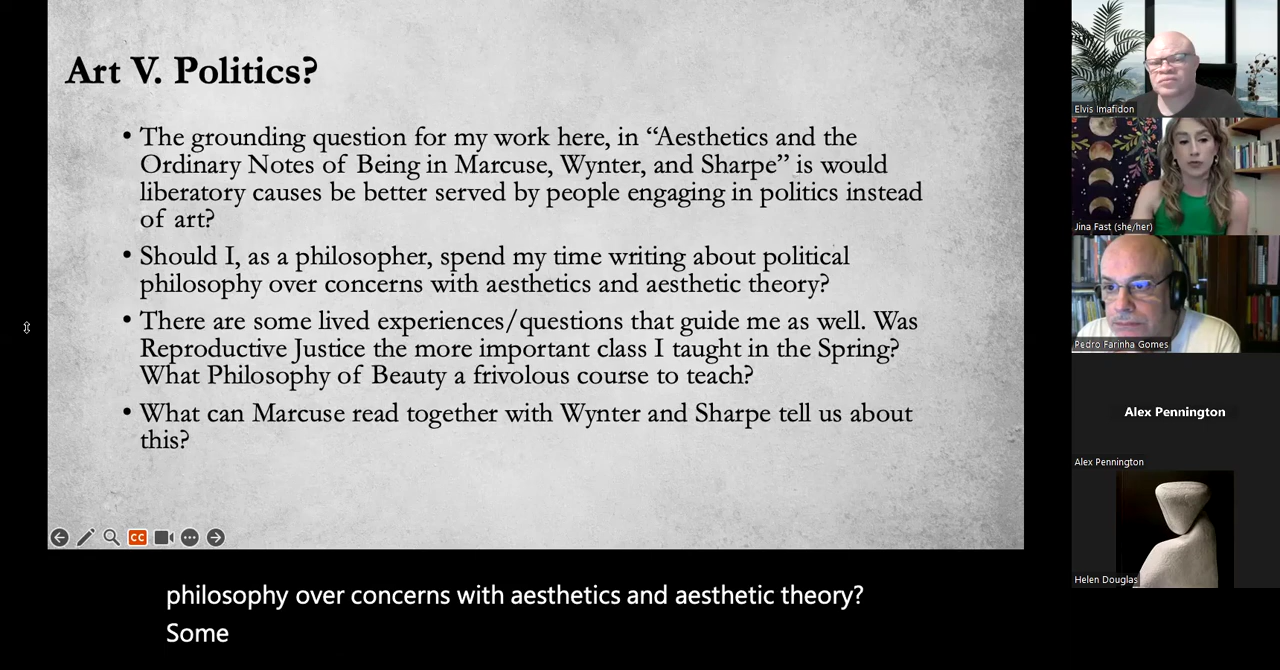 Art V. Politics?
• The grounding question for my work here, in “Aesthetics and the
Ordinary Notes of Being in Marcuse, Wynter, and Sharpe” is would
liberatory causes be better served by people engaging in politics instead
of art?
• Should I, as a philosopher, spend my time writing about political
philosophy over concerns with aesthetics and aesthetic theory?
• There are some lived experiences/questions that guide me as well. Was
Reproductive Justice the more important class I taught in the Spring?
What Philosophy of Beauty a frivolous course to teach?
• What can Marcuse read together with Wynter and Sharpe tell us about
this?
CC
philosophy over concerns with aesthetics and aesthetic theory?
Some
Elvis Imafidon
Jina Fast (she/her)
Pedro Farinha Gomes
Alex Pennington
Alex Pennington
Helen Douglas